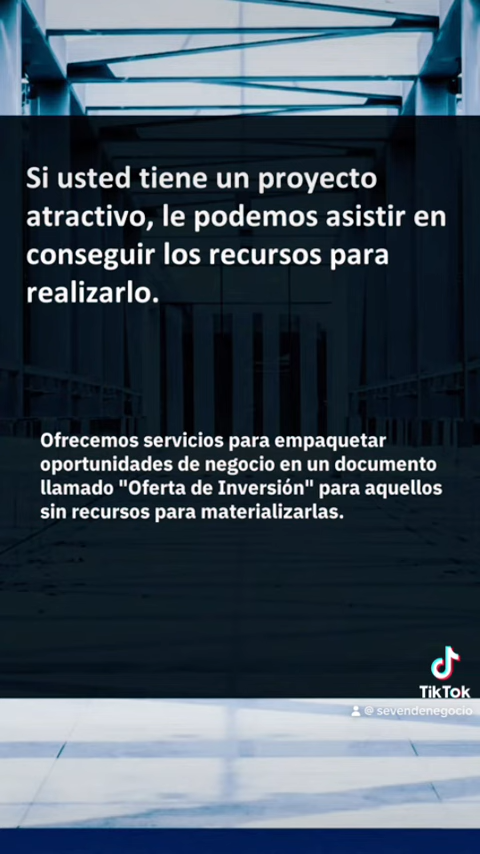 Si usted tiene un proyecto
atractivo, le podemos asistir en
conseguir los recursos para
realizarlo.
Ofrecemos servicios para empaquetar
oportunidades de negocio en un documento
llamado "Oferta de Inversión" para aquellos
sin recursos para materializarlas.
TikTok
@ sevendenegocio